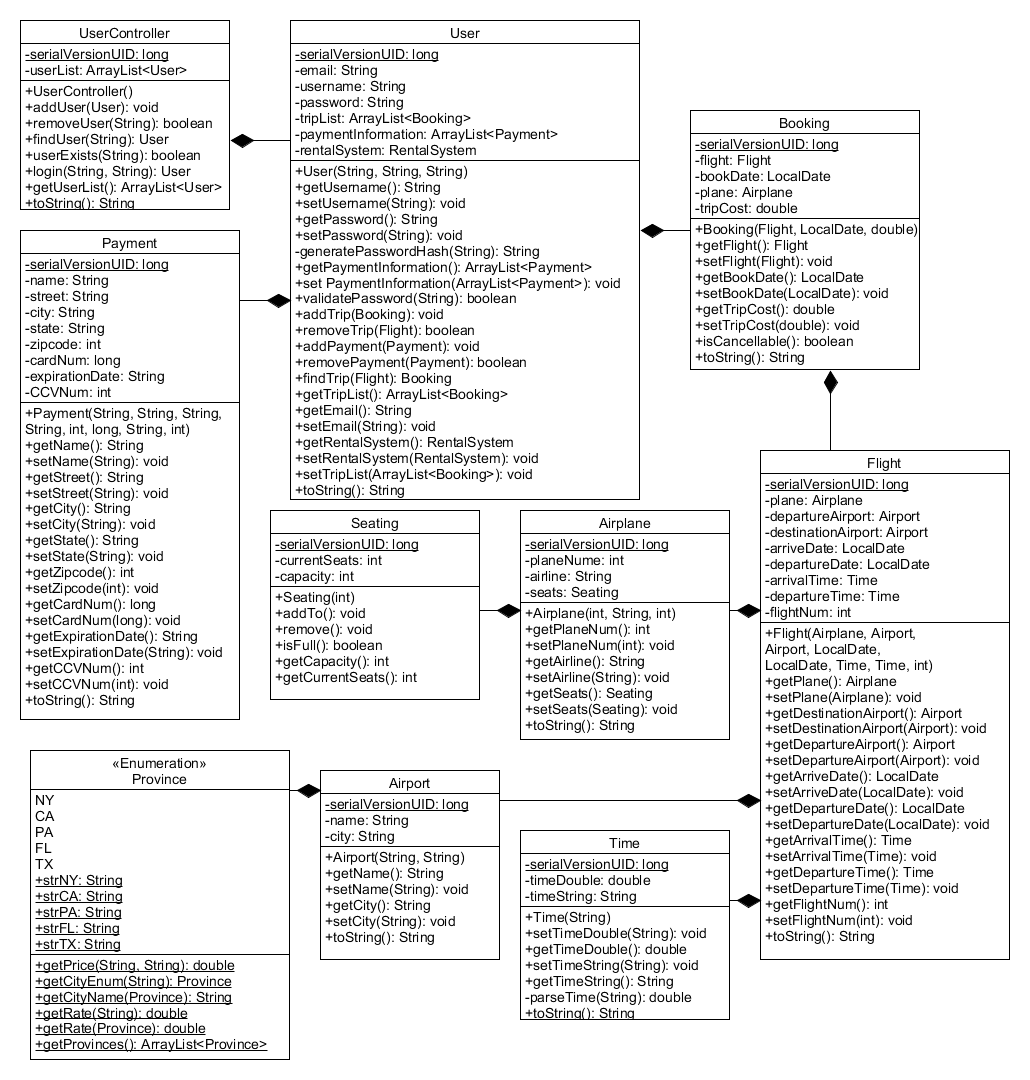 UserController
-serialVersionUID: long
-userList: ArrayList<User>
+UserController()
+addUser(User): void
+removeUser(String): boolean
+findUser(String): User
+userExists(String): boolean
+login(String, String): User
+getUserList(): ArrayList<User>
+toString(): String
User
-serialVersionUID: long
-email: String
-username: String
-password: String
-tripList: ArrayList<Booking>
-paymentInformation: ArrayList<Payment>
-rentalSystem: RentalSystem
+User(String, String, String)
+getUsername(): String
+setUsername(String): void
+getPassword(): String
+setPassword(String): void
-generatePasswordHash(String): String
+getPaymentInformation(): ArrayList<Payment>
+set PaymentInformation(ArrayList<Payment>): void
+validatePassword(String): boolean
+addTrip(Booking): void
+removeTrip(Flight): boolean
+addPayment(Payment): void
+removePayment(Payment): boolean
+findTrip(Flight): Booking
+getTripList(): ArrayList<Booking>
+getEmail(): String
+setEmail(String): void
+getRentalSystem(): RentalSystem
+setRentalSystem(RentalSystem): void
+setTripList(ArrayList<Booking>): void
+toString(): String
Booking
-serialVersionUID: long
-flight: Flight
-bookDate: LocalDate
-plane: Airplane
-tripCost: double
+Booking(Flight, LocalDate, double)
+getFlight(): Flight
+setFlight(Flight): void
+getBookDate(): LocalDate
+setBookDate(LocalDate): void
+getTripCost(): double
+setTripCost(double): void
+isCancellable(): boolean
+toString(): String
Payment
-serialVersionUID: long
-name: String
-street: String
-city: String
-state: String
-zipcode: int
-cardNum: long
-expirationDate: String
-CCVNum: int
+Payment(String, String, String,
String, int, long, String, int)
+getName(): String
+setName(String): void
+getStreet(): String
+setStreet(String): void
+getCity(): String
+setCity(String): void
+getState(): String
+setState(String): void
+getZipcode(): int
+setZipcode(int): void
+getCardNum(): long
+setCardNum(long): void
+getExpirationDate(): String
+setExpirationDate(String): void
+getCCVNum(): int
+setCCVNum(int): void
+toString(): String
Seating
-serialVersionUID: long
-currentSeats: int
-capacity: int
+Seating(int)
+addTo(): void
+remove(): void
+isFull(): boolean
+getCapacity(): int
+getCurrentSeats(): int
Airplane
-serialVersionUID: long
-planeNume: int
-airline: String
-seats: Seating
+Airplane(int, String, int)
+getPlaneNum(): int
+setPlaneNum(int): void
+getAirline(): String
+setAirline(String): void
+getSeats(): Seating
+setSeats(Seating): void
+toString(): String
Flight
-serialVersionUID: long
-plane: Airplane
-departureAirport: Airport
-destinationAirport: Airport
-arriveDate: LocalDate
-departureDate: LocalDate
-arrivalTime: Time
-departureTime: Time
-flightNum: int
+Flight(Airplane, Airport,
Airport, LocalDate,
LocalDate, Time, Time, int)
+getPlane(): Airplane
+setPlane(Airplane): void
+getDestinationAirport(): Airport
+setDestinationAirport(Airport): void
+getDepartureAirport(): Airport
+setDepartureAirport(Airport): void
+getArriveDate(): LocalDate
+setArriveDate(LocalDate): void
+getDepartureDate(): LocalDate
+setDepartureDate(LocalDate): void
+getArrivalTime(): Time
+setArrivalTime(Time): void
+getDepartureTime(): Time
+setDepartureTime(Time): void
+getFlightNum(): int
+setFlightNum(int): void
+toString(): String
«Enumeration»
Province
NY
CA
PA
FL
TX
+strNY: String
+strCA: String
+strPA: String
+strFL: String
+strTX: String
+getPrice(String, String): double
+getCityEnum(String): Province
+getCityName(Province): String
+getRate(String): double
+getRate(Province): double
+getProvinces(): ArrayList<Province>
Airport
-serialVersionUID: long
-name: String
-city: String
+Airport(String, String)
+getName(): String
+setName(String): void
+getCity(): String
+setCity(String): void
+toString(): String
Time
-serialVersionUID: long
-timeDouble: double
-timeString: String
+Time(String)
+setTimeDouble(String): void
+getTimeDouble(): double
+setTimeString(String): void
+getTimeString(): String
-parseTime(String): double
+toString(): String